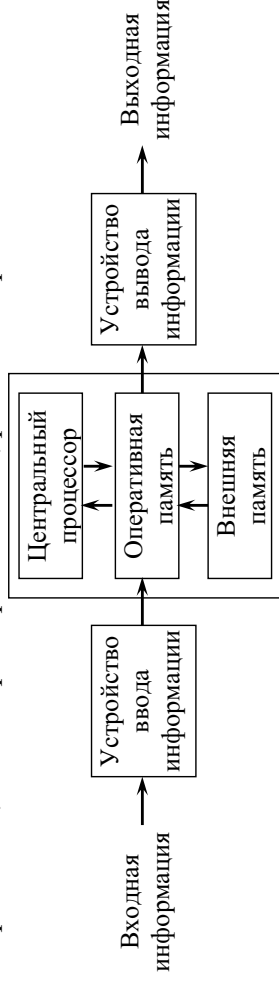 Входная
информация
Устройство
ввода
информации
Центральный
процессор
Оперативная
память
Внешняя
память
Устройство
вывода
информации
Выходная
информация